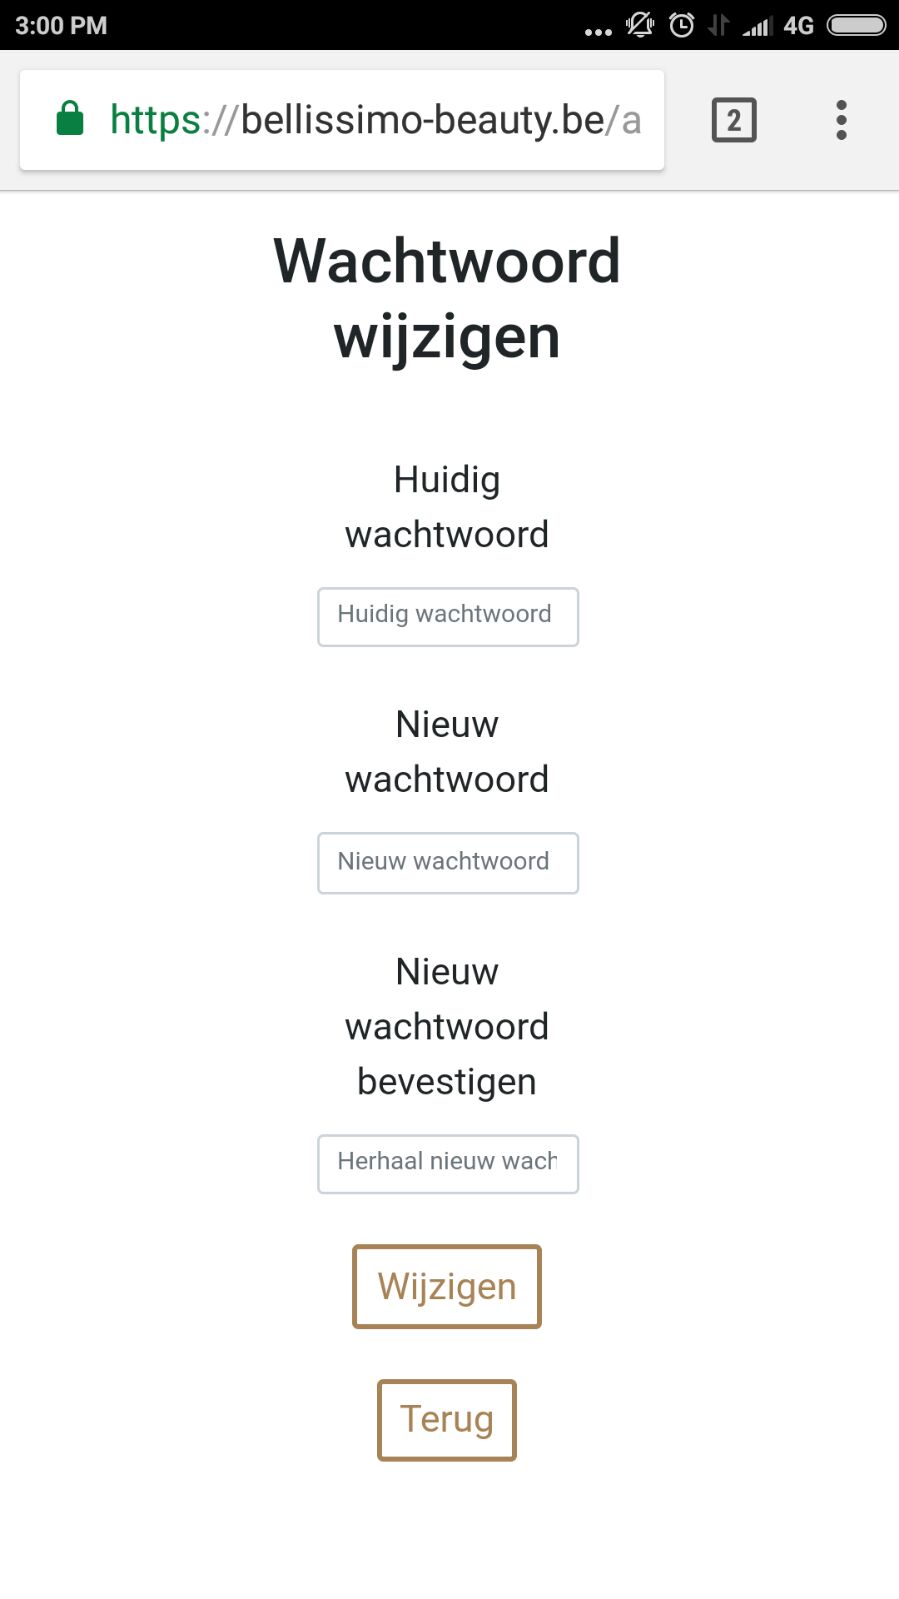 3:00 PM
4G
https://bellissimo-beauty.be/a
2
Wachtwoord
wijzigen
Huidig
wachtwoord
Huidig wachtwoord
Nieuw
wachtwoord
Nieuw wachtwoord
Nieuw
wachtwoord
bevestigen
Herhaal nieuw wach
Wijzigen
Terug